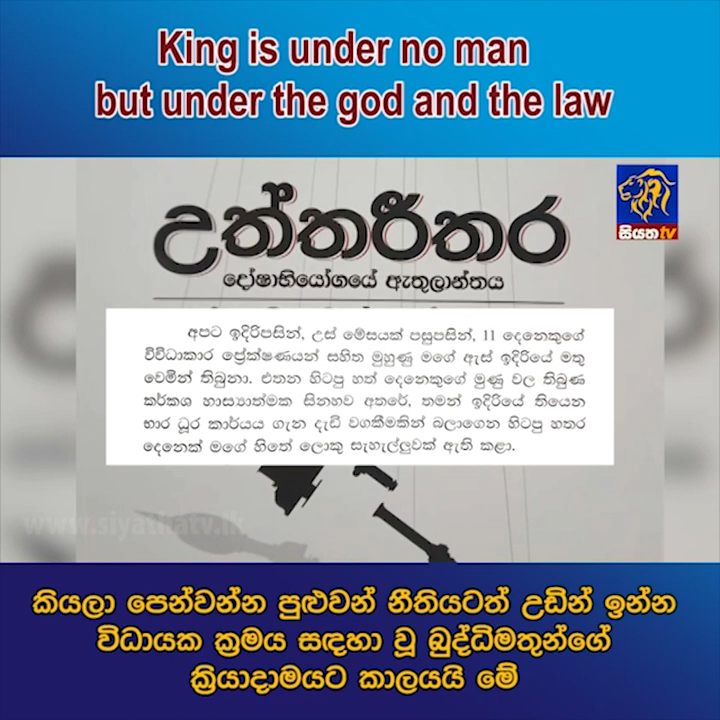 King is under no man
but under the god and the law
උත්තරීතර
දෝෂාභියෝගයේ ඇතුලාන්තය
සියත tv
අපට ඉදිරිපසින්, උස් මේසයක් පසුපසින්, 11 දෙනෙකුගේ
විවිධාකාර ප්‍රේක්ෂණයන් සහිත මුහුණු මගේ ඇස් ඉදිරියේ මතු
වෙමින් තිබුනා. එතන හිටපු හත් දෙනෙකුගේ මුණු වල තිබුණ
කර්කශ හාස්‍යාත්මක සිනහව අතරේ, තමන් ඉදිරියේ තියෙන
භාර ධූර කාර්යය ගැන දැඩි වගකීමකින් බලාගෙන හිටපු හතර
දෙනෙක් මගේ හිතේ ලොකු සැහැල්ලුවක් ඇති කළා.
www.siyathatv.lk
කියලා පෙන්වන්න පුළුවන් නීතියටත් උඩින් ඉන්න
විධායක ක්‍රමය සඳහා වූ බුද්ධිමතුන්ගේ
ක්‍රියාදාමයට කාලයයි මේ